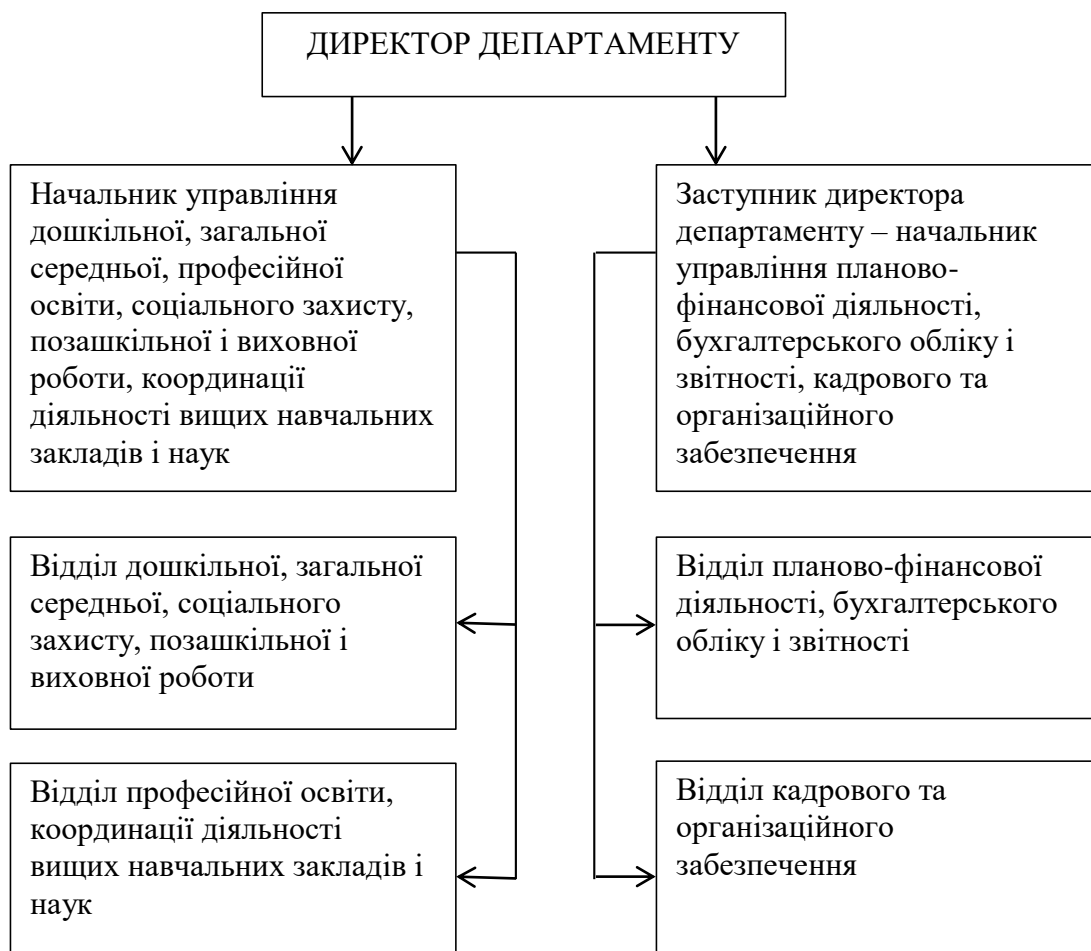 ДИРЕКТОР ДЕПАРТАМЕНТУ
Начальник управління
дошкільної, загальної
середньої, професійної
освіти, соціального захисту,
позашкільної і виховної
роботи, координації
діяльності вищих навчальних
закладів і наук
Заступник директора
департаменту – начальник
управління планово-
фінансової діяльності,
бухгалтерського обліку і
звітності, кадрового та
організаційного
забезпечення
Відділ дошкільної, загальної
середньої, соціального
захисту, позашкільної і
виховної роботи
Відділ планово-фінансової
діяльності, бухгалтерського
обліку і звітності
Відділ професійної освіти,
координації діяльності
вищих навчальних закладів і
наук
Відділ кадрового та
організаційного
забезпечення